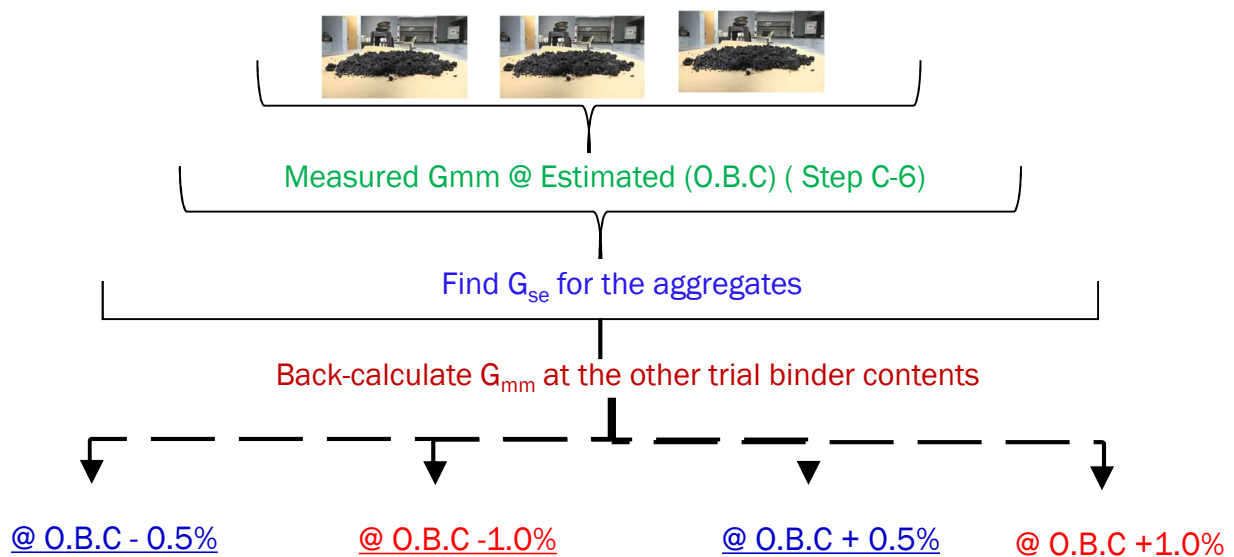 Measured Gmm @ Estimated (O.B.C) ( Step C-6)
Find Gse for the aggregates
Back-calculate Gmm at the other trial binder contents
@ O.B.C - 0.5%
@ O.B.C -1.0%
@ O.B.C + 0.5%
@ O.B.C +1.0%